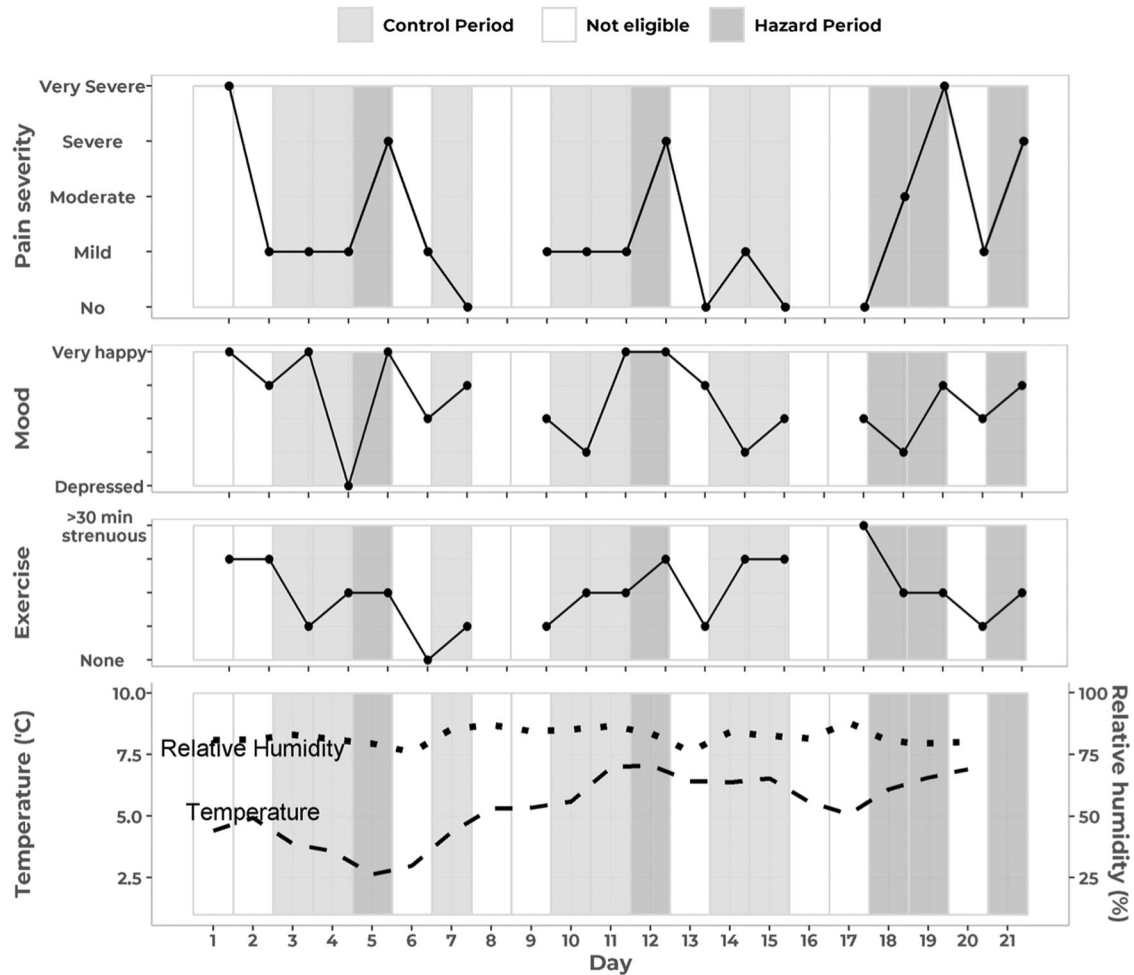 Control Period Not eligible Hazard Period
Pain severity
Very Severe
Severe
Moderate
Mild
No
Mood
Very happy
Depressed
Exercise
>30 min
strenuous
None
Temperature (°C)
10.0
7.5
5.0
2.5
Relative Humidity
Temperature
100
75
50
25
Relative humidity (%)
1 2 3 4 5 6 7 8 9 10 11 12 13 14 15 16 17 18 19 20 21
Day